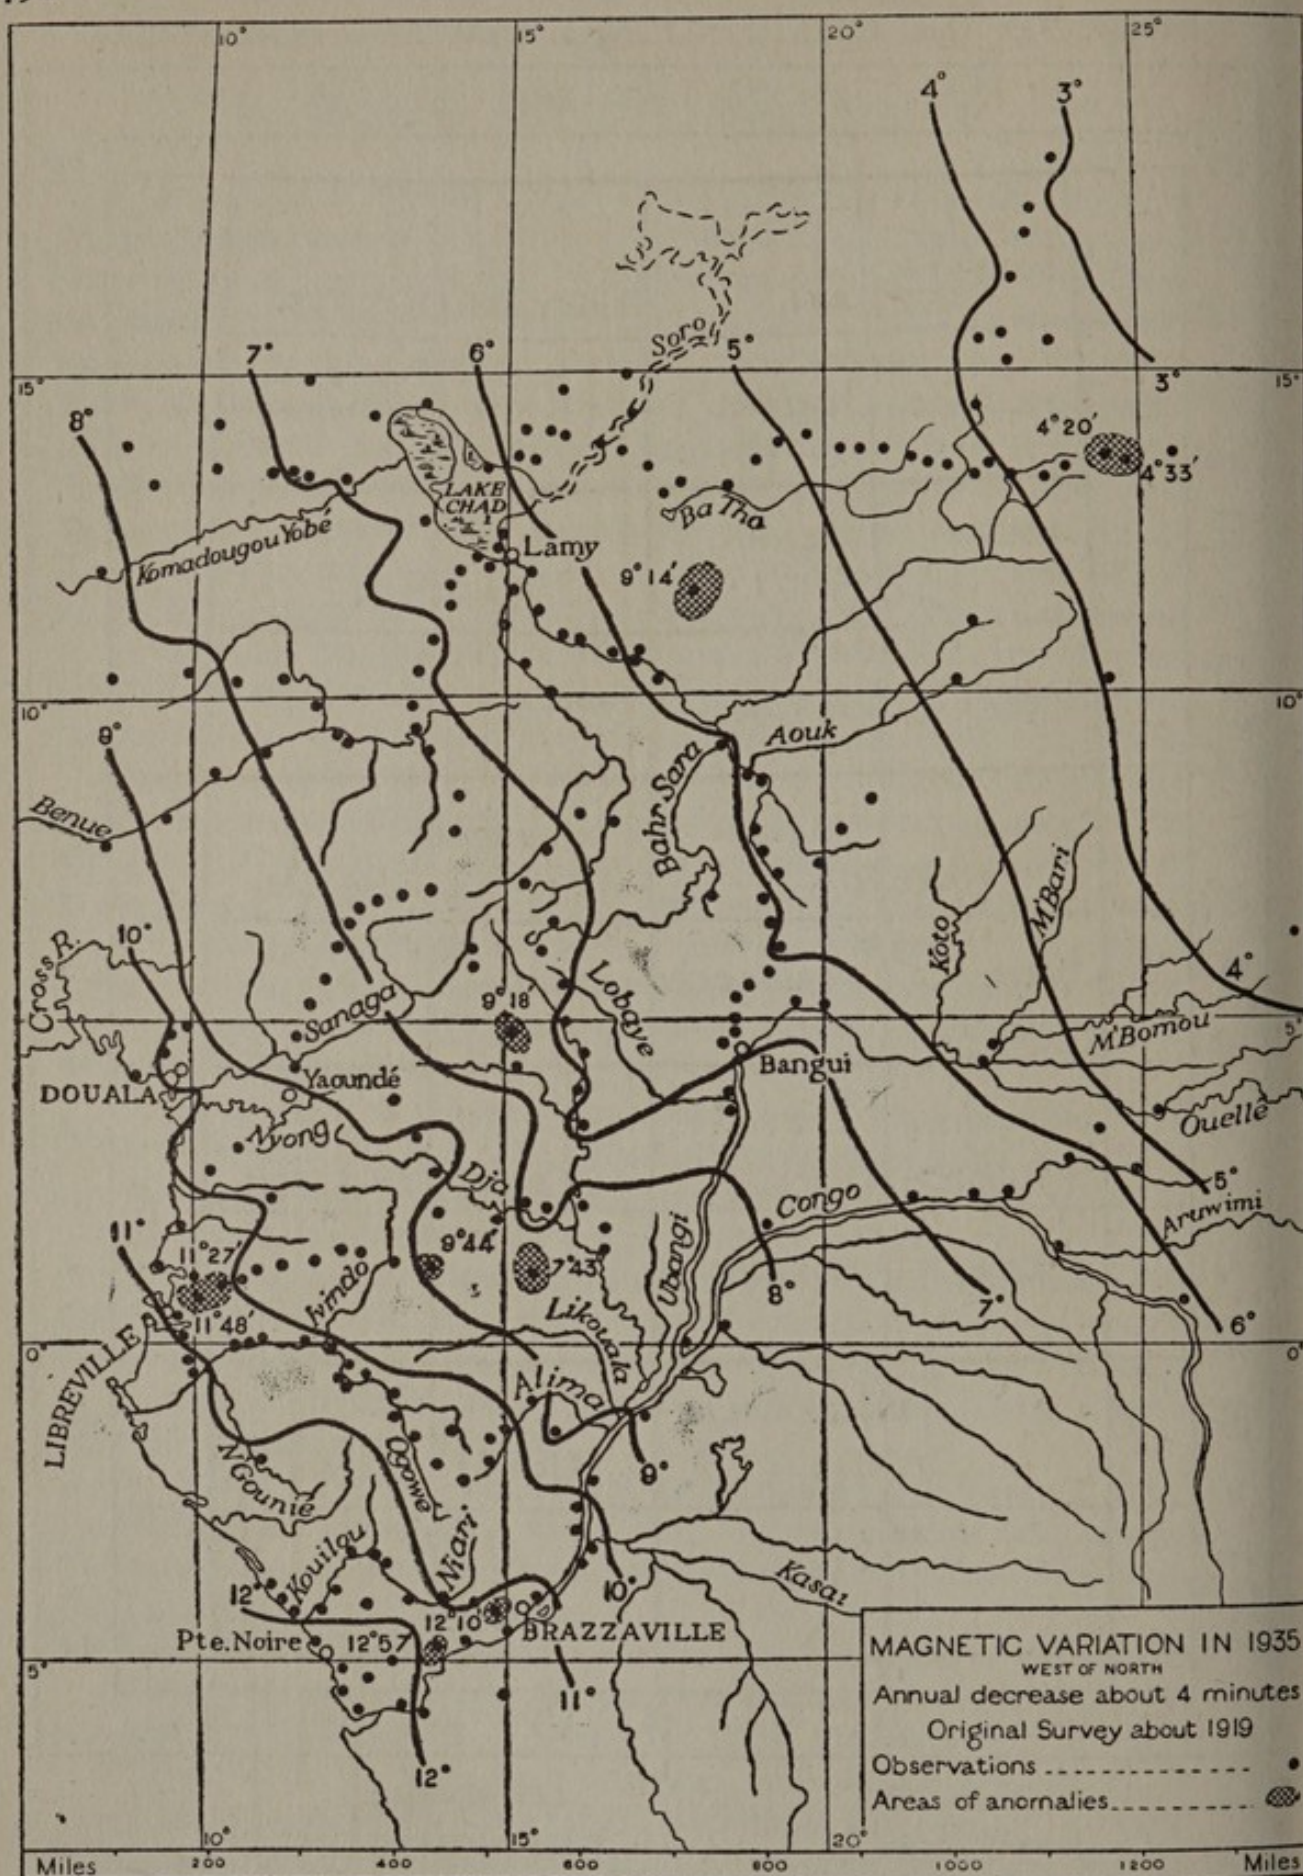 10° 15° 20° 25°
4° 3°
Soro
7° 6° 5°
15° 3° 15°
8° 4° 20′
4° 33′
LAKE
CHAD
Ba Tha
Komadougou Yobé
Lamy
9° 14′
10° 10°
9° Aouk
Bahr Sara
Benue
M'Bari
Koto
10°
Cross R.
4°
Lobaye
9° 18′
Sanaga
5°
M'Bomou
Bangui
Yaoundé
DOUALA
Ouelle
Nyong
Dja
5°
Congo
Aruwimi
11°
9° 44′
11° 27′
7° 43′
Ubangi
8°
Ivindo
7°
11° 48′
Likouala
6°
0° 0°
LIBREVILLE
Alima
9°
Ogowe
N'Gounie
Niari
Kouilou
12° 10° Kasai
12° 10′
Pte. Noire 12° 57′ BRAZZAVILLE
5°
11°
12°
MAGNETIC VARIATION IN 1935
WEST OF NORTH
Annual decrease about 4 minutes
Original Survey about 1919
Observations
Areas of anomalies
10° 15° 20°
Miles 200 400 600 800 1000 1200 Miles